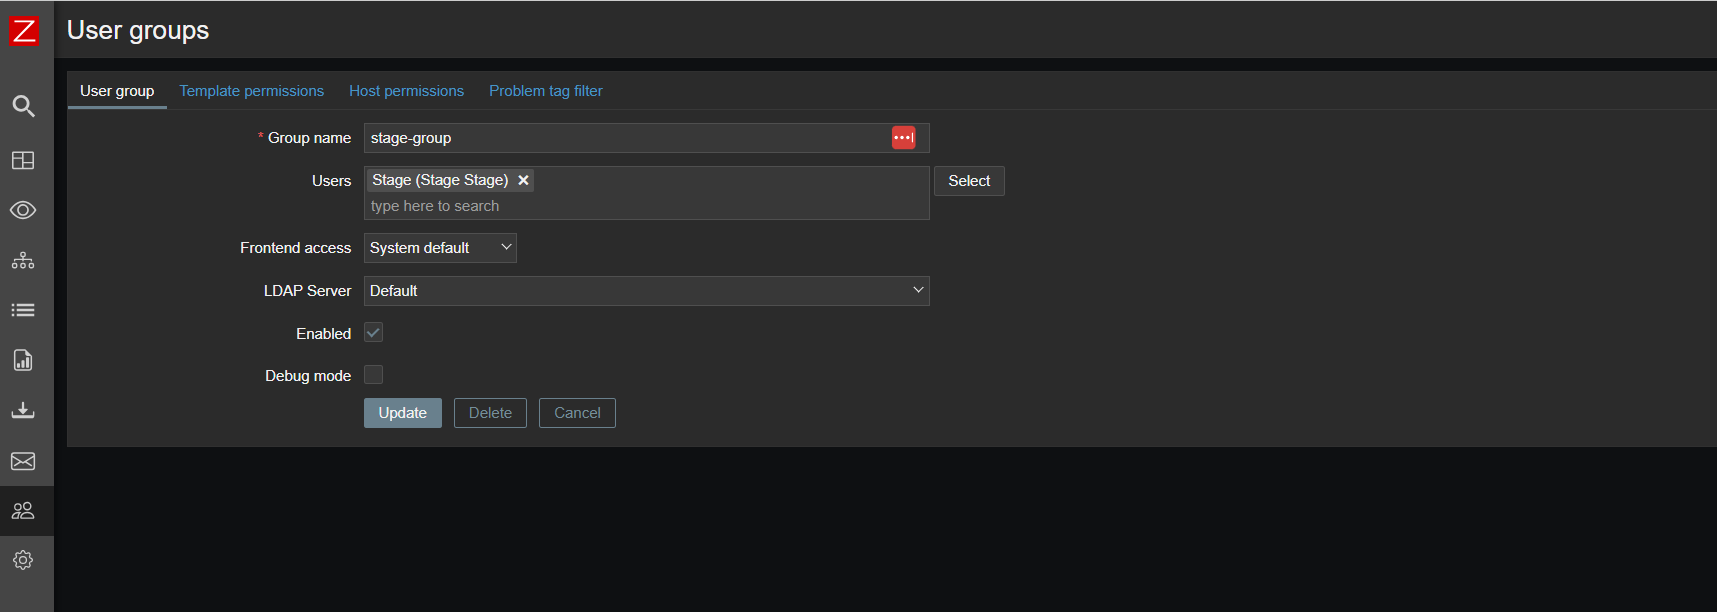 Z
User groups
User group Template permissions Host permissions Problem tag filter
* Group name stage-group
Users Stage (Stage Stage) Select
type here to search
Frontend access System default
LDAP Server Default
Enabled
Debug mode
Update Delete Cancel